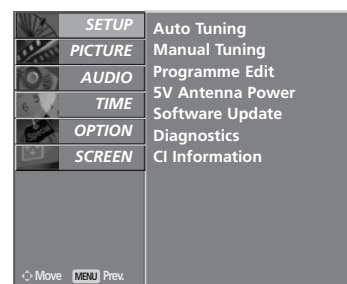 SETUP
PICTURE
AUDIO
TIME
OPTION
SCREEN
Auto Tuning
Manual Tuning
Programme Edit
5V Antenna Power
Software Update
Diagnostics
CI Information
Move MENU Prev.